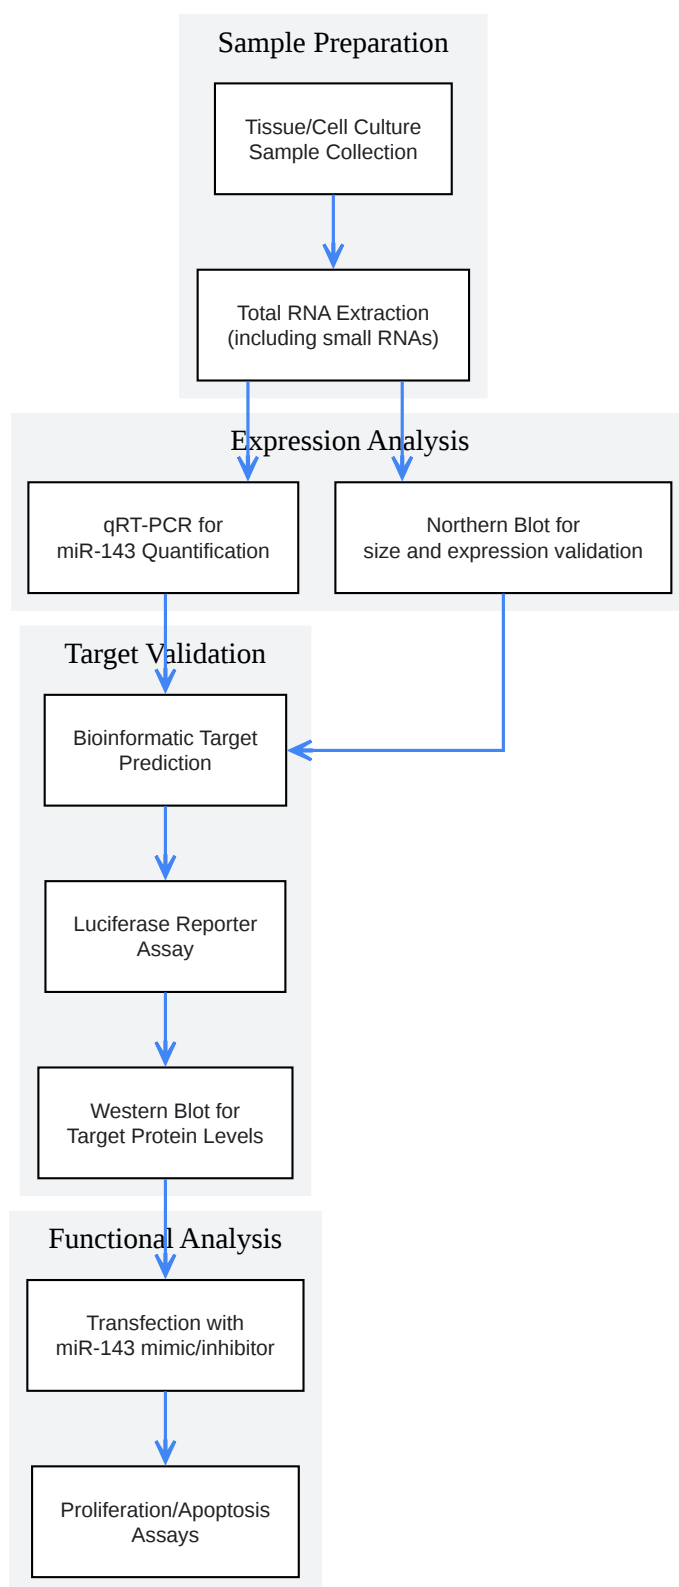 Sample Preparation
Tissue/Cell Culture
Sample Collection
Total RNA Extraction
(including small RNAs)
Expression Analysis
qRT-PCR for
miR-143 Quantification
Northern Blot for
size and expression validation
Target Validation
Bioinformatic Target
Prediction
Luciferase Reporter
Assay
Western Blot for
Target Protein Levels
Functional Analysis
Transfection with
miR-143 mimic/inhibitor
Proliferation/Apoptosis
Assays